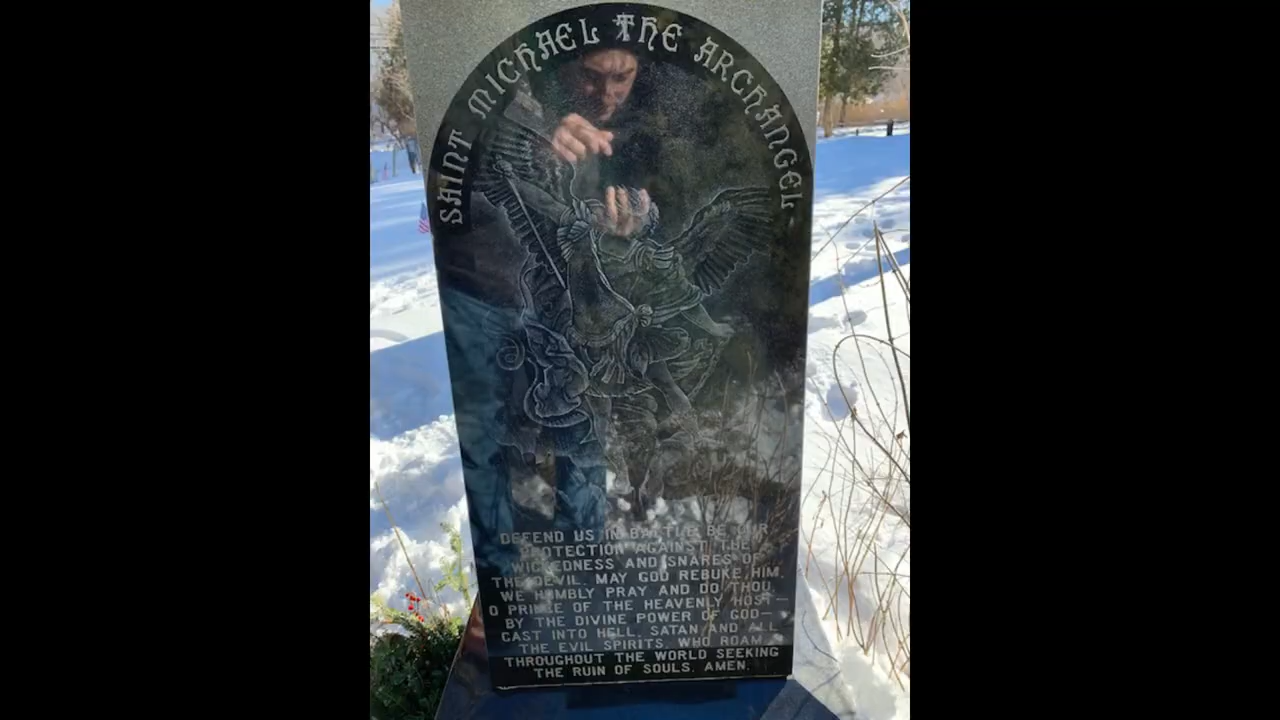 SAINT MICHAEL THE ARCHANGEL
DEFEND US IN BATTLE BE OUR
PROTECTION AGAINST THE
WICKEDNESS AND SNARES OF
THE DEVIL. MAY GOD REBUKE HIM,
WE HUMBLY PRAY AND DO THOU,
O PRINCE OF THE HEAVENLY HOST—
BY THE DIVINE POWER OF GOD—
CAST INTO HELL, SATAN AND ALL
THE EVIL SPIRITS, WHO ROAM
THROUGHOUT THE WORLD SEEKING
THE RUIN OF SOULS. AMEN.